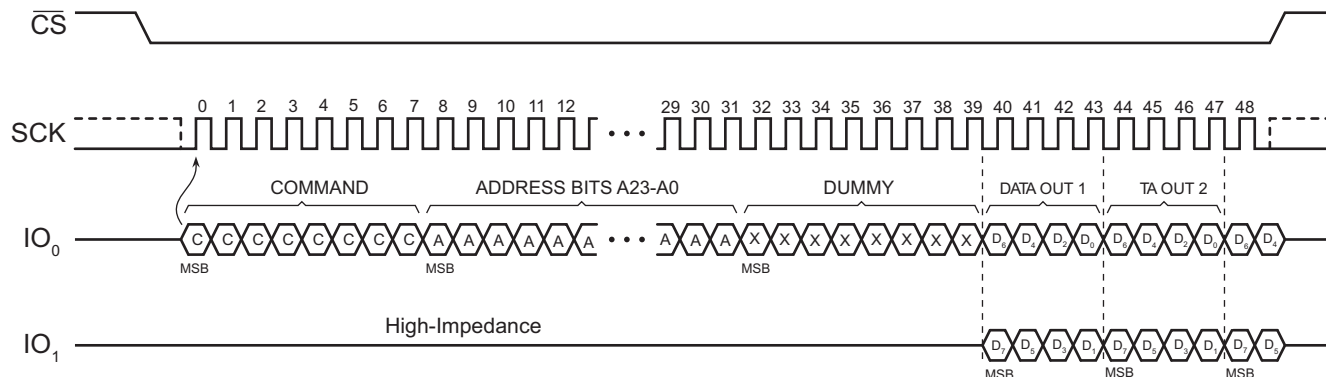 CS
0 1 2 3 4 5 6 7 8 9 10 11 12 29 30 31 32 33 34 35 36 37 38 39 40 41 42 43 44 45 46 47 48
SCK
COMMAND ADDRESS BITS A23-A0 DUMMY DATA OUT 1 TA OUT 2
IO0 C C C C C C C C A A A A A A A A A X X X X X X X X D6 D4 D2 D0 D6 D4 D2 D0 D6 D4
MSB MSB MSB
High-Impedance
IO1 D7 D5 D3 D1 D7 D5 D3 D1 D7 D5
MSB MSB MSB